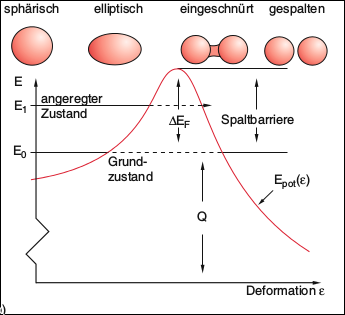 sphärisch elliptisch eingeschnürt gespalten
E
E1 angeregter
Zustand
ΔEF Spaltbarriere
E0
Grund-
zustand
Epot(ε)
Q
Deformation ε
)